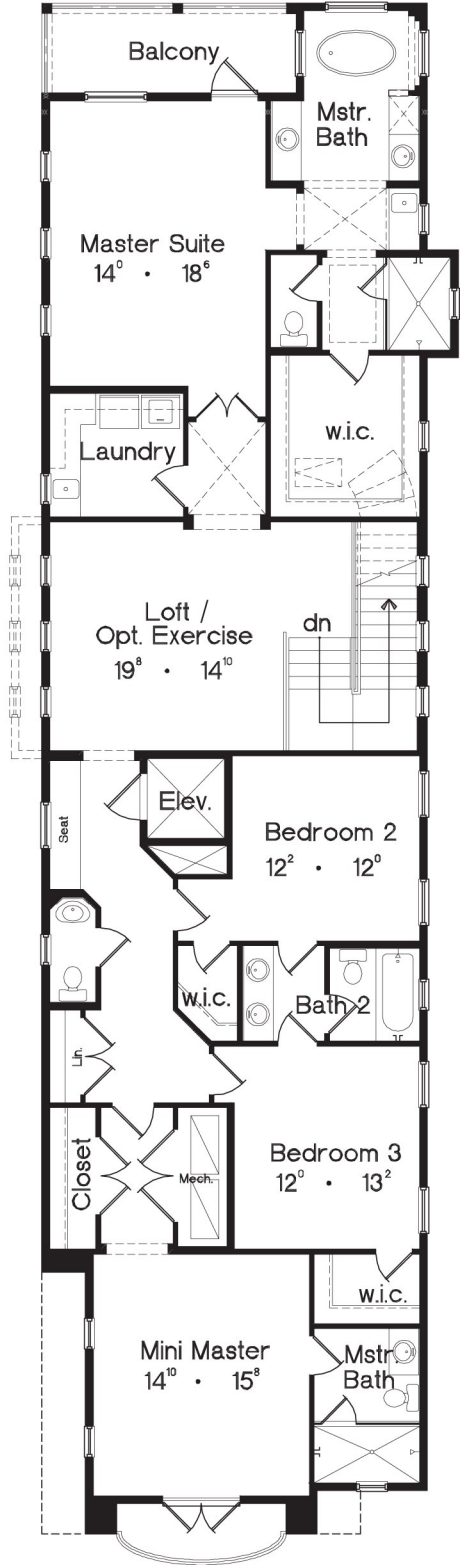 Balcony
Mstr.
Bath
Master Suite
14⁰ · 18⁶
w.i.c.
Laundry
Loft /
Opt. Exercise
19⁸ · 14¹⁰
dn
Elev.
Seat
Bedroom 2
12² · 12⁰
w.i.c.
Bath 2
Lin.
Closet
Mech.
Bedroom 3
12⁰ · 13²
w.i.c.
Mini Master
14¹⁰ · 15⁸
Mstr.
Bath